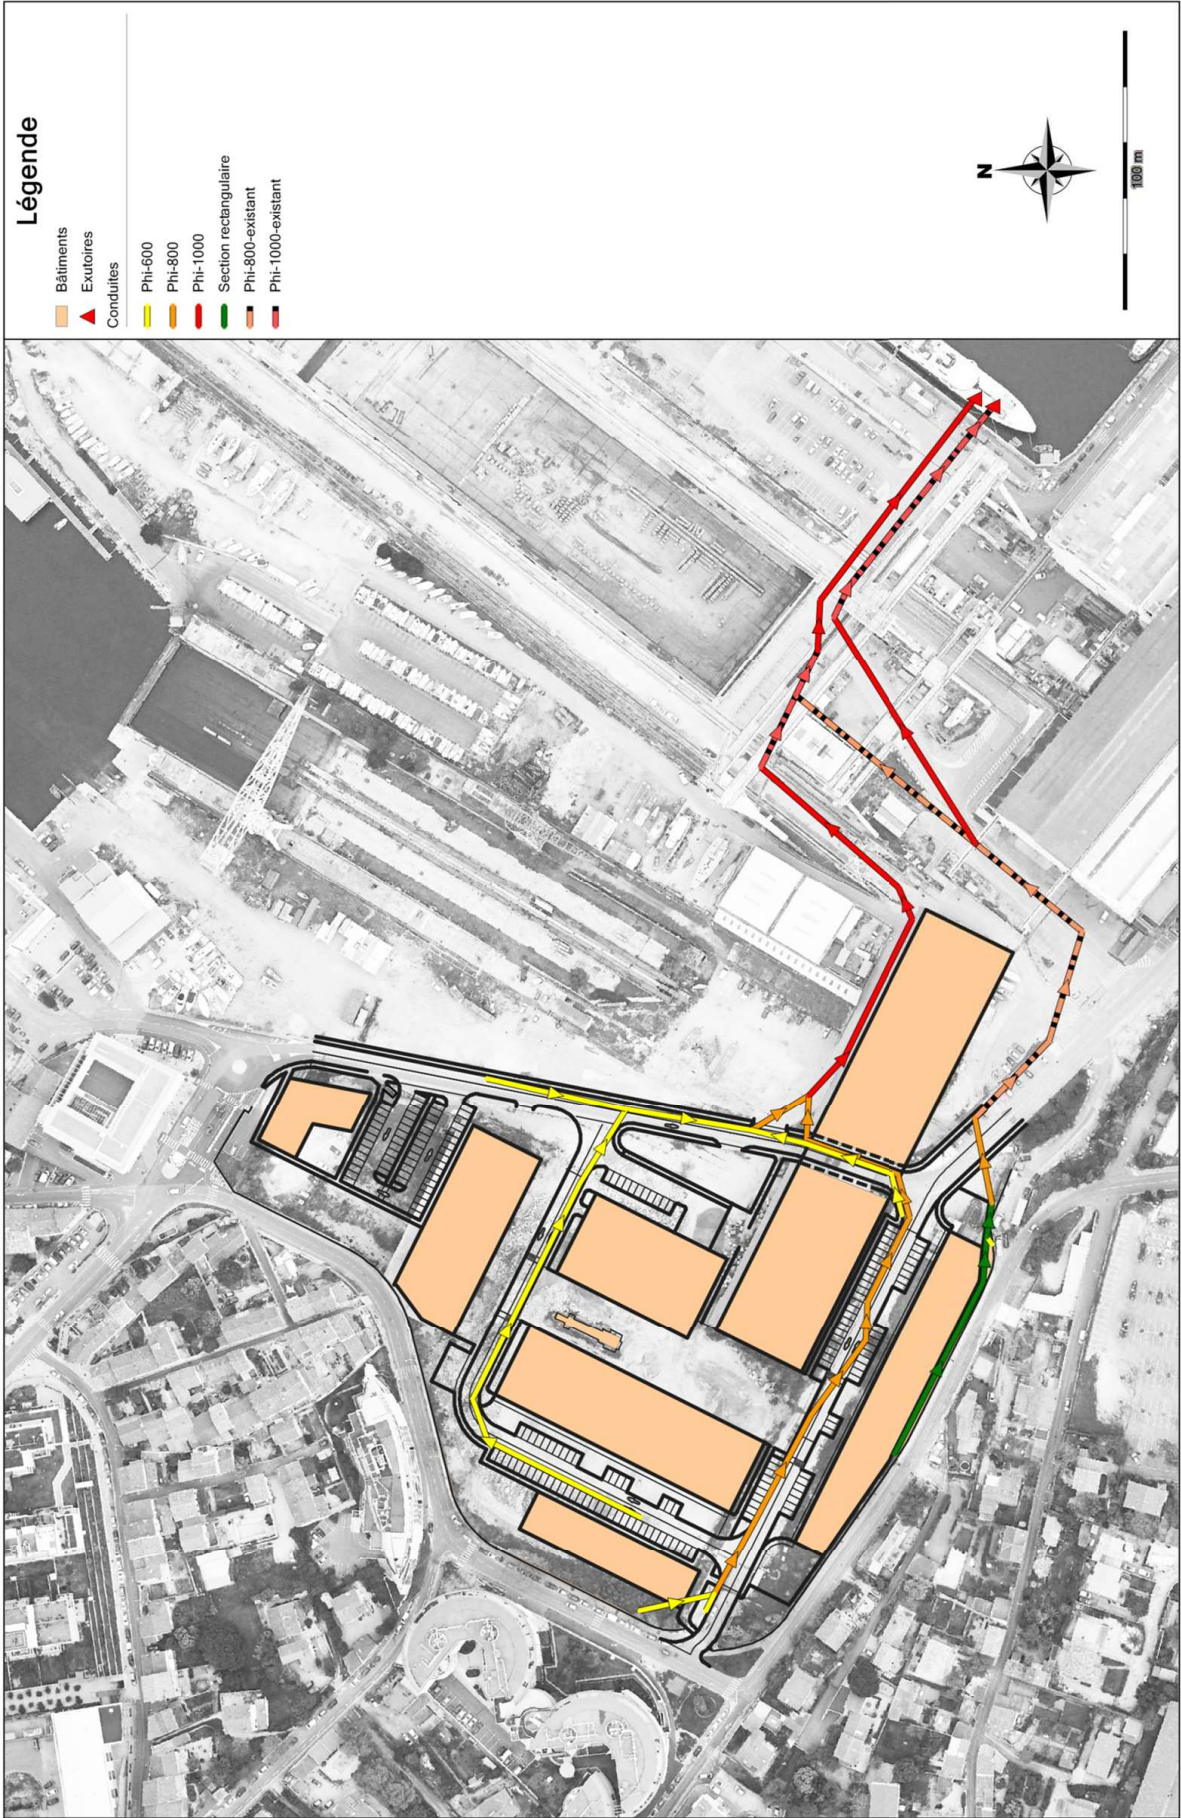 Légende
Bâtiments
Exutoires
Conduites
Phi-600
Phi-800
Phi-1000
Section rectangulaire
Phi-800-existant
Phi-1000-existant
N
100 m